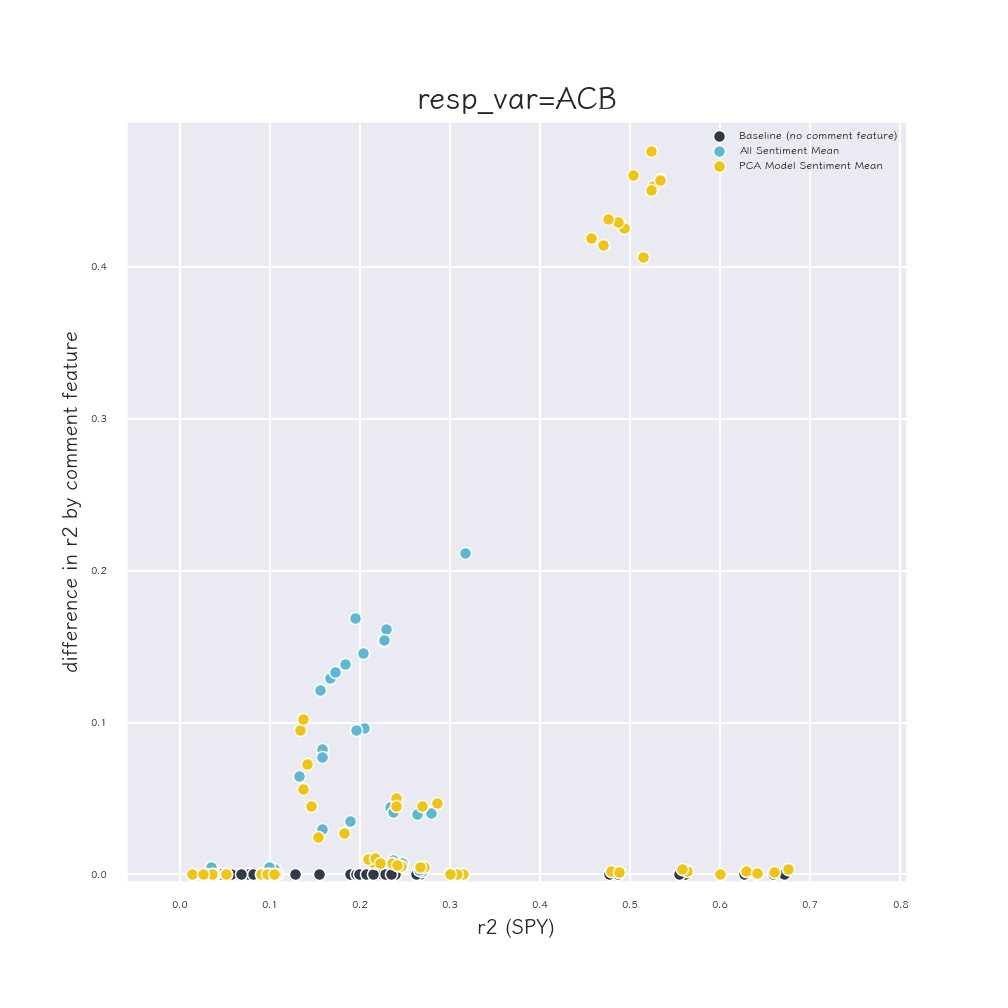 resp_var=ACB
Baseline (no comment feature)
All Sentiment Mean
PCA Model Sentiment Mean
difference in r2 by comment feature
0.4
0.3
0.2
0.1
0.0
0.0 0.1 0.2 0.3 0.4 0.5 0.6 0.7 0.8
r2 (SPY)